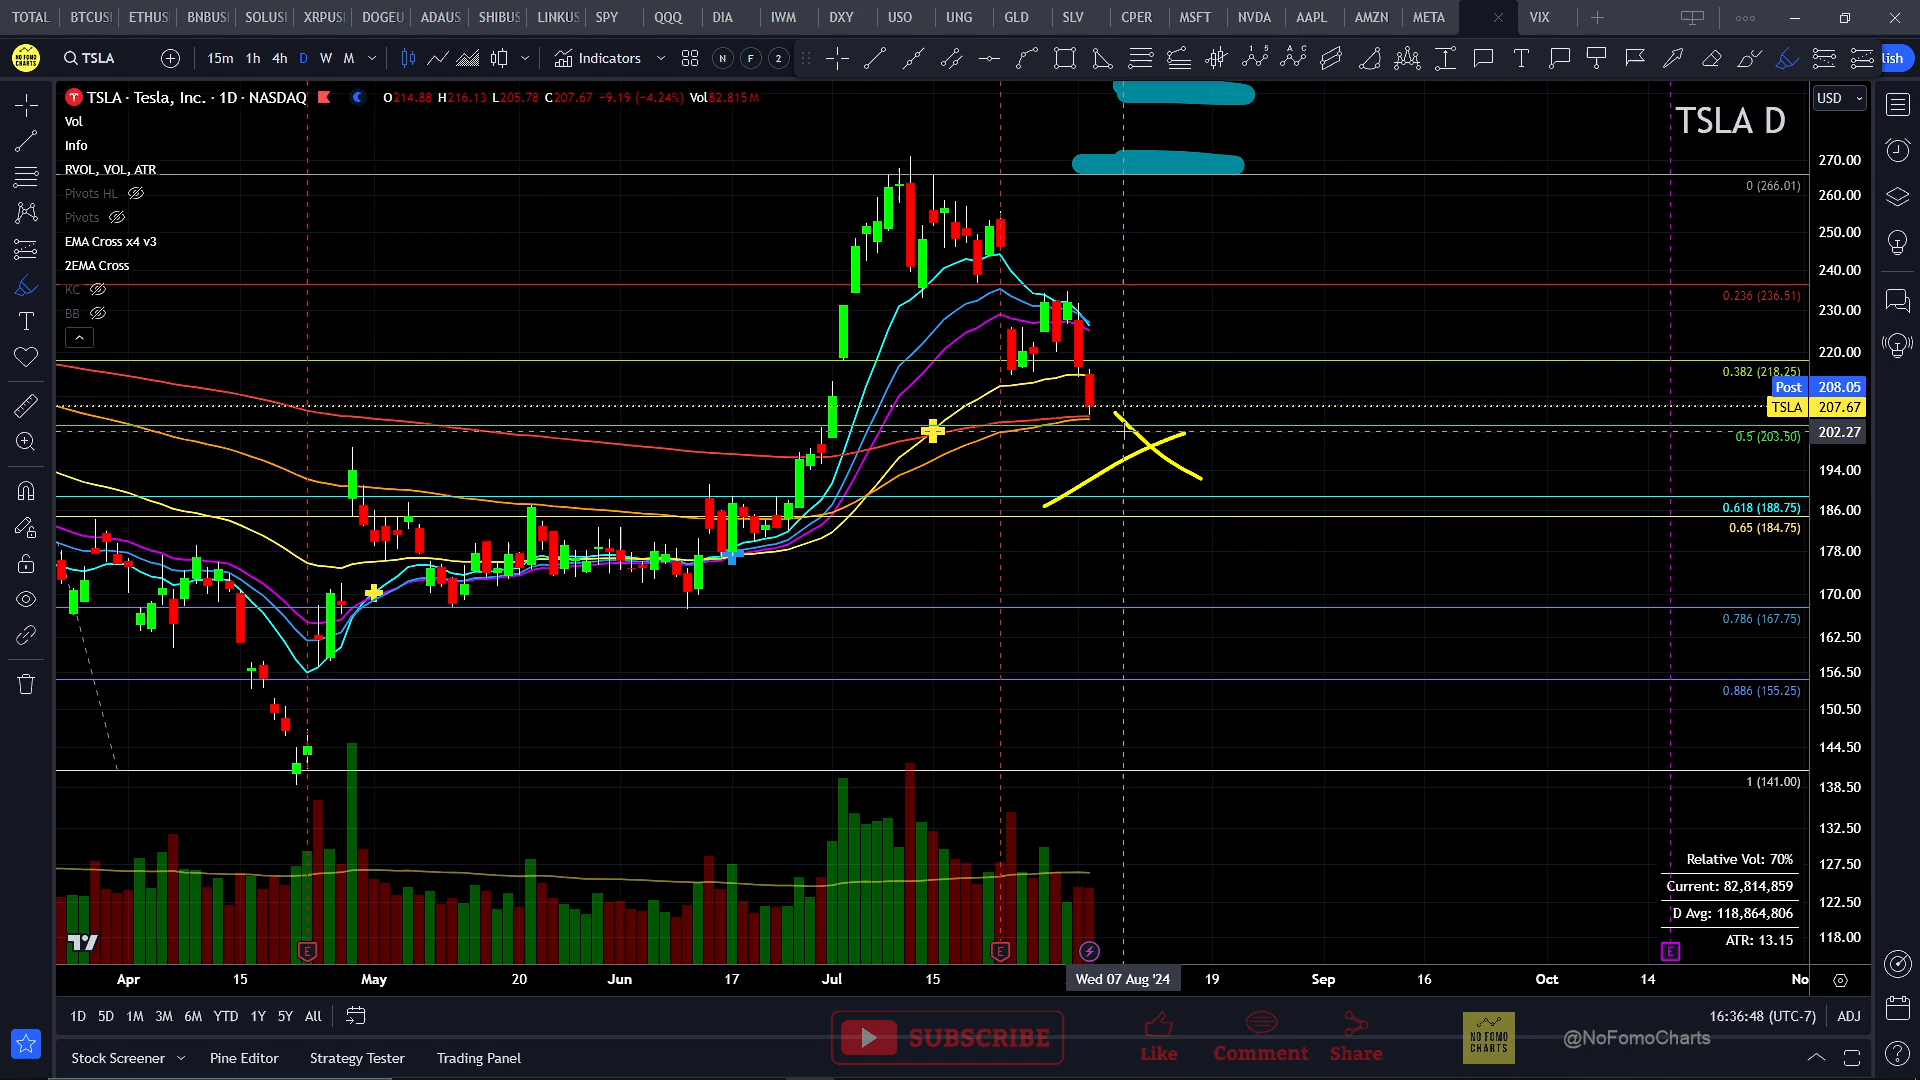 TOTAL BTCUS ETHUS BNBUS SOLUSI XRPUSI DOGEU ADAUS SHIBUS LINKUS SPY QQQ DIA IWM DXY USO UNG GLD SLV CPER MSFT NVDA AAPL AMZN META VIX
NO FOMO CHARTS TSLA 15m 1h 4h D W M Indicators N F 2 lish
TSLA · Tesla, Inc. · 1D · NASDAQ O214.88 H216.13 L205.78 C207.67 −9.19 (−4.24%) Vol82.815M
USD
TSLA D
Vol
Info
RVOL, VOL, ATR
Pivots HL
Pivots
EMA Cross x4 v3
2EMA Cross
KC
BB
270.00
0 (266.01)
260.00
250.00
240.00
0.236 (236.51)
230.00
220.00
0.382 (218.25)
Post 208.05
TSLA 207.67
202.27
0.5 (203.50)
194.00
0.618 (188.75)
186.00
0.65 (184.75)
178.00
170.00
0.786 (167.75)
162.50
156.50
0.886 (155.25)
150.50
144.50
1 (141.00)
138.50
132.50
127.50
122.50
118.00
Relative Vol: 70%
Current: 82,814,859
D Avg: 118,864,806
ATR: 13.15
E E E
Apr 15 May 20 Jun 17 Jul 15 Wed 07 Aug '24 19 Sep 16 Oct 14 No
1D 5D 1M 3M 6M YTD 1Y 5Y All 16:36:48 (UTC-7) ADJ
SUBSCRIBE Like Comment Share NO FOMO CHARTS @NoFomoCharts
Stock Screener Pine Editor Strategy Tester Trading Panel